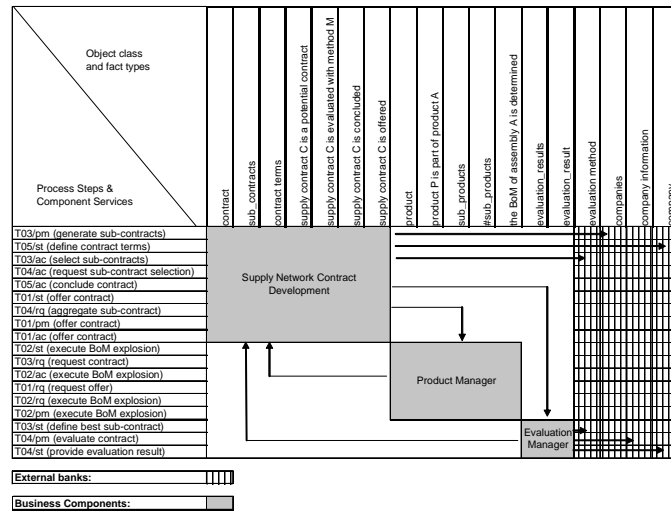 Object class
and fact types
Process Steps &
Component Services
contract
sub_contracts
contract terms
supply contract C is a potential contract
supply contract C is evaluated with method M
supply contract C is concluded
supply contract C is offered
product
product P is part of product A
sub_products
#sub_products
the BoM of assembly A is determined
evaluation_results
evaluation_result
evaluation method
companies
company information
company
T03/pm (generate sub-contracts)
T05/st (define contract terms)
T03/ac (select sub-contracts)
T04/ac (request sub-contract selection)
T05/ac (conclude contract)
T01/st (offer contract)
T04/rq (aggregate sub-contract)
T01/pm (offer contract)
T01/ac (offer contract)
T02/st (execute BoM explosion)
T03/rq (request contract)
T02/ac (execute BoM explosion)
T01/rq (request offer)
T02/rq (execute BoM explosion)
T02/pm (execute BoM explosion)
T03/st (define best sub-contract)
T04/pm (evaluate contract)
T04/st (provide evaluation result)
Supply Network Contract
Development
Product Manager
Evaluation
Manager
External banks:
Business Components: